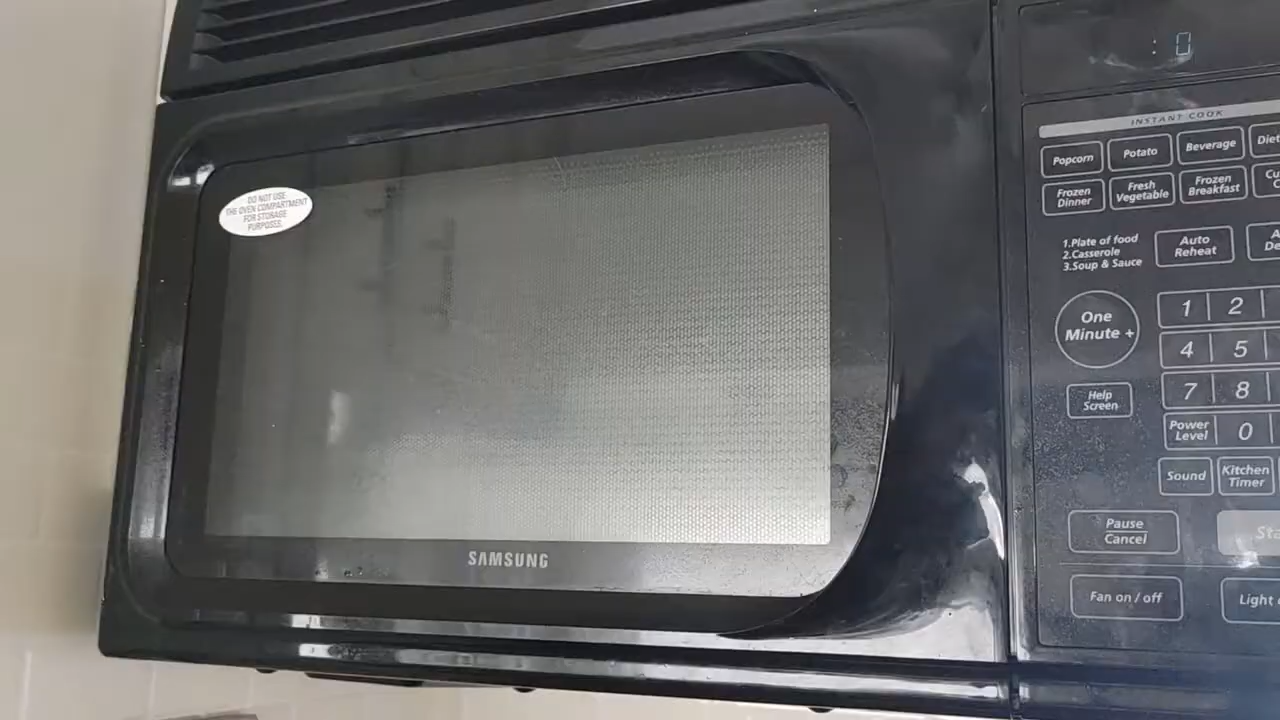 : 0
INSTANT COOK
Popcorn
Potato
Beverage
Frozen
Dinner
Fresh
Vegetable
Frozen
Breakfast
DO NOT USE
THE OVEN COMPARTMENT
FOR STORAGE
PURPOSES.
1.Plate of food
2.Casserole
3.Soup & Sauce
Auto
Reheat
One
Minute +
1 2
4 5
7 8
Help
Screen
Power
Level
0
Sound
Kitchen
Timer
Pause
Cancel
SAMSUNG
Fan on / off
Light